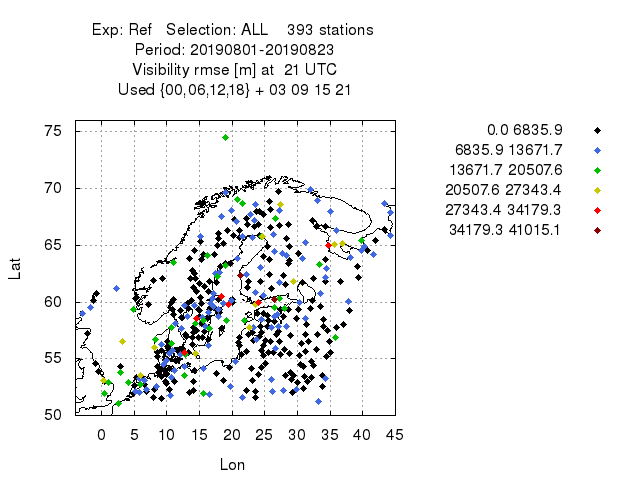 Exp: Ref   Selection: ALL    393 stations
Period: 20190801-20190823
Visibility rmse [m] at  21 UTC
Used {00,06,12,18} + 03 09 15 21
0.0 6835.9
6835.9 13671.7
13671.7 20507.6
20507.6 27343.4
27343.4 34179.3
34179.3 41015.1
75
70
65
60
55
50
Lat
0 5 10 15 20 25 30 35 40 45
Lon